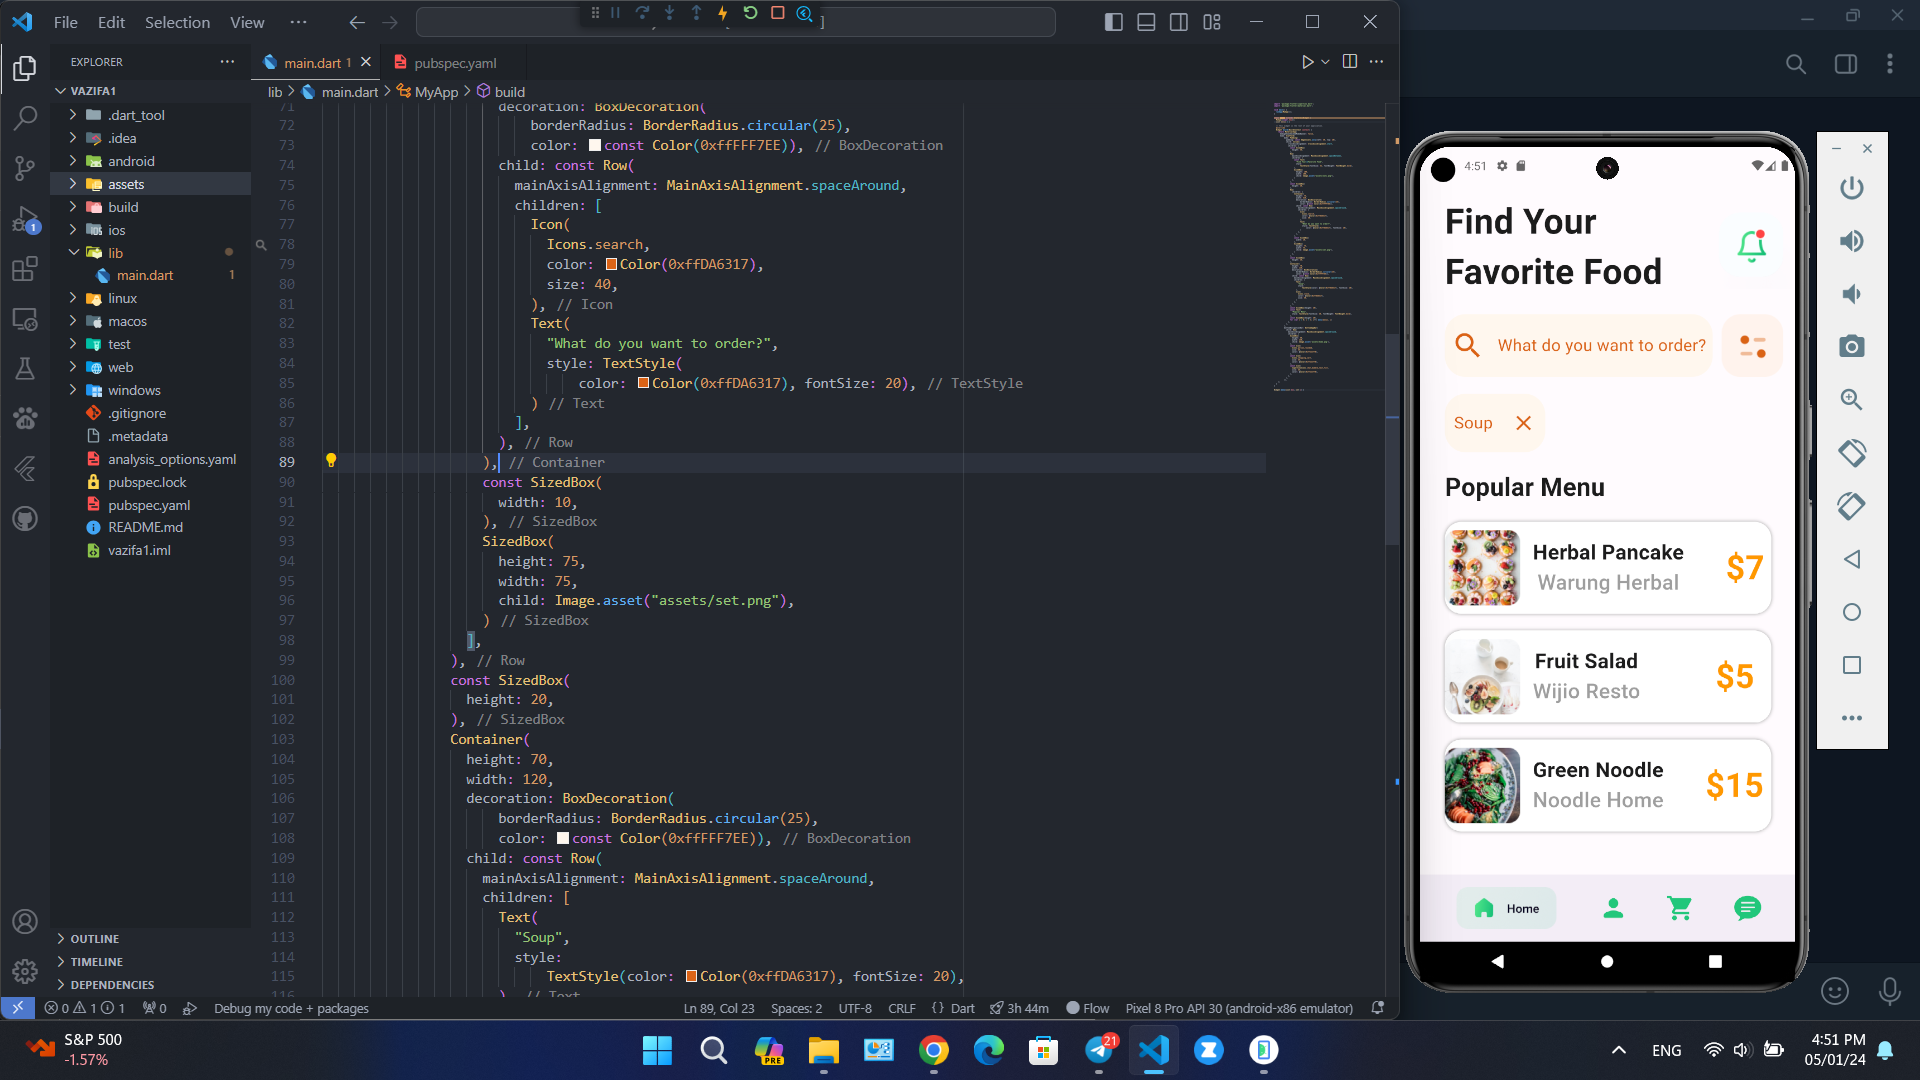 File Edit Selection View
EXPLORER
main.dart 1
pubspec.yaml
VAZIFA1
lib > main.dart > MyApp > build
.dart_tool
.idea
android
assets
build
ios
lib
main.dart 1
linux
macos
test
web
windows
.gitignore
.metadata
analysis_options.yaml
pubspec.lock
pubspec.yaml
README.md
vazifa1.iml
OUTLINE
TIMELINE
DEPENDENCIES
71 decoration: BoxDecoration(
72 borderRadius: BorderRadius.circular(25),
73 color: const Color(0xffFFF7EE)), // BoxDecoration
74 child: const Row(
75 mainAxisAlignment: MainAxisAlignment.spaceAround,
76 children: [
77 Icon(
78 Icons.search,
79 color: Color(0xffDA6317),
80 size: 40,
81 ), // Icon
82 Text(
83 "What do you want to order?",
84 style: TextStyle(
85 color: Color(0xffDA6317), fontSize: 20), // TextStyle
86 ) // Text
87 ],
88 ), // Row
89 ), // Container
90 const SizedBox(
91 width: 10,
92 ), // SizedBox
93 SizedBox(
94 height: 75,
95 width: 75,
96 child: Image.asset("assets/set.png"),
97 ) // SizedBox
98 ],
99 ), // Row
100 const SizedBox(
101 height: 20,
102 ), // SizedBox
103 Container(
104 height: 70,
105 width: 120,
106 decoration: BoxDecoration(
107 borderRadius: BorderRadius.circular(25),
108 color: const Color(0xffFFF7EE)), // BoxDecoration
109 child: const Row(
110 mainAxisAlignment: MainAxisAlignment.spaceAround,
111 children: [
112 Text(
113 "Soup",
114 style:
115 TextStyle(color: Color(0xffDA6317), fontSize: 20),
116 ) // Text
4:51
Find Your
Favorite Food
What do you want to order?
Soup
Popular Menu
Herbal Pancake
Warung Herbal
$7
Fruit Salad
Wijio Resto
$5
Green Noodle
Noodle Home
$15
Home
0 1 1 0 Debug my code + packages
Ln 89, Col 23 Spaces: 2 UTF-8 CRLF {} Dart 3h 44m Flow Pixel 8 Pro API 30 (android-x86 emulator)
S&P 500
-1.57%
PRE
21
ENG
4:51 PM
05/01/24